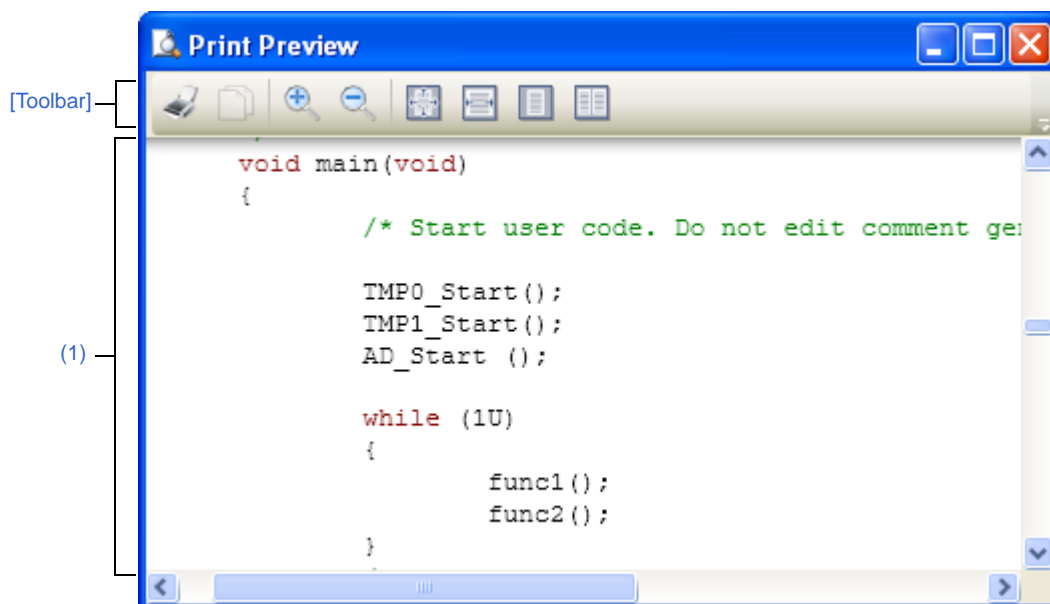 Print Preview
[Toolbar]
void main(void)
{
/* Start user code. Do not edit comment
TMP0_Start();
TMP1_Start();
AD_Start ();
(1)
while (1U)
{
func1();
func2();
}